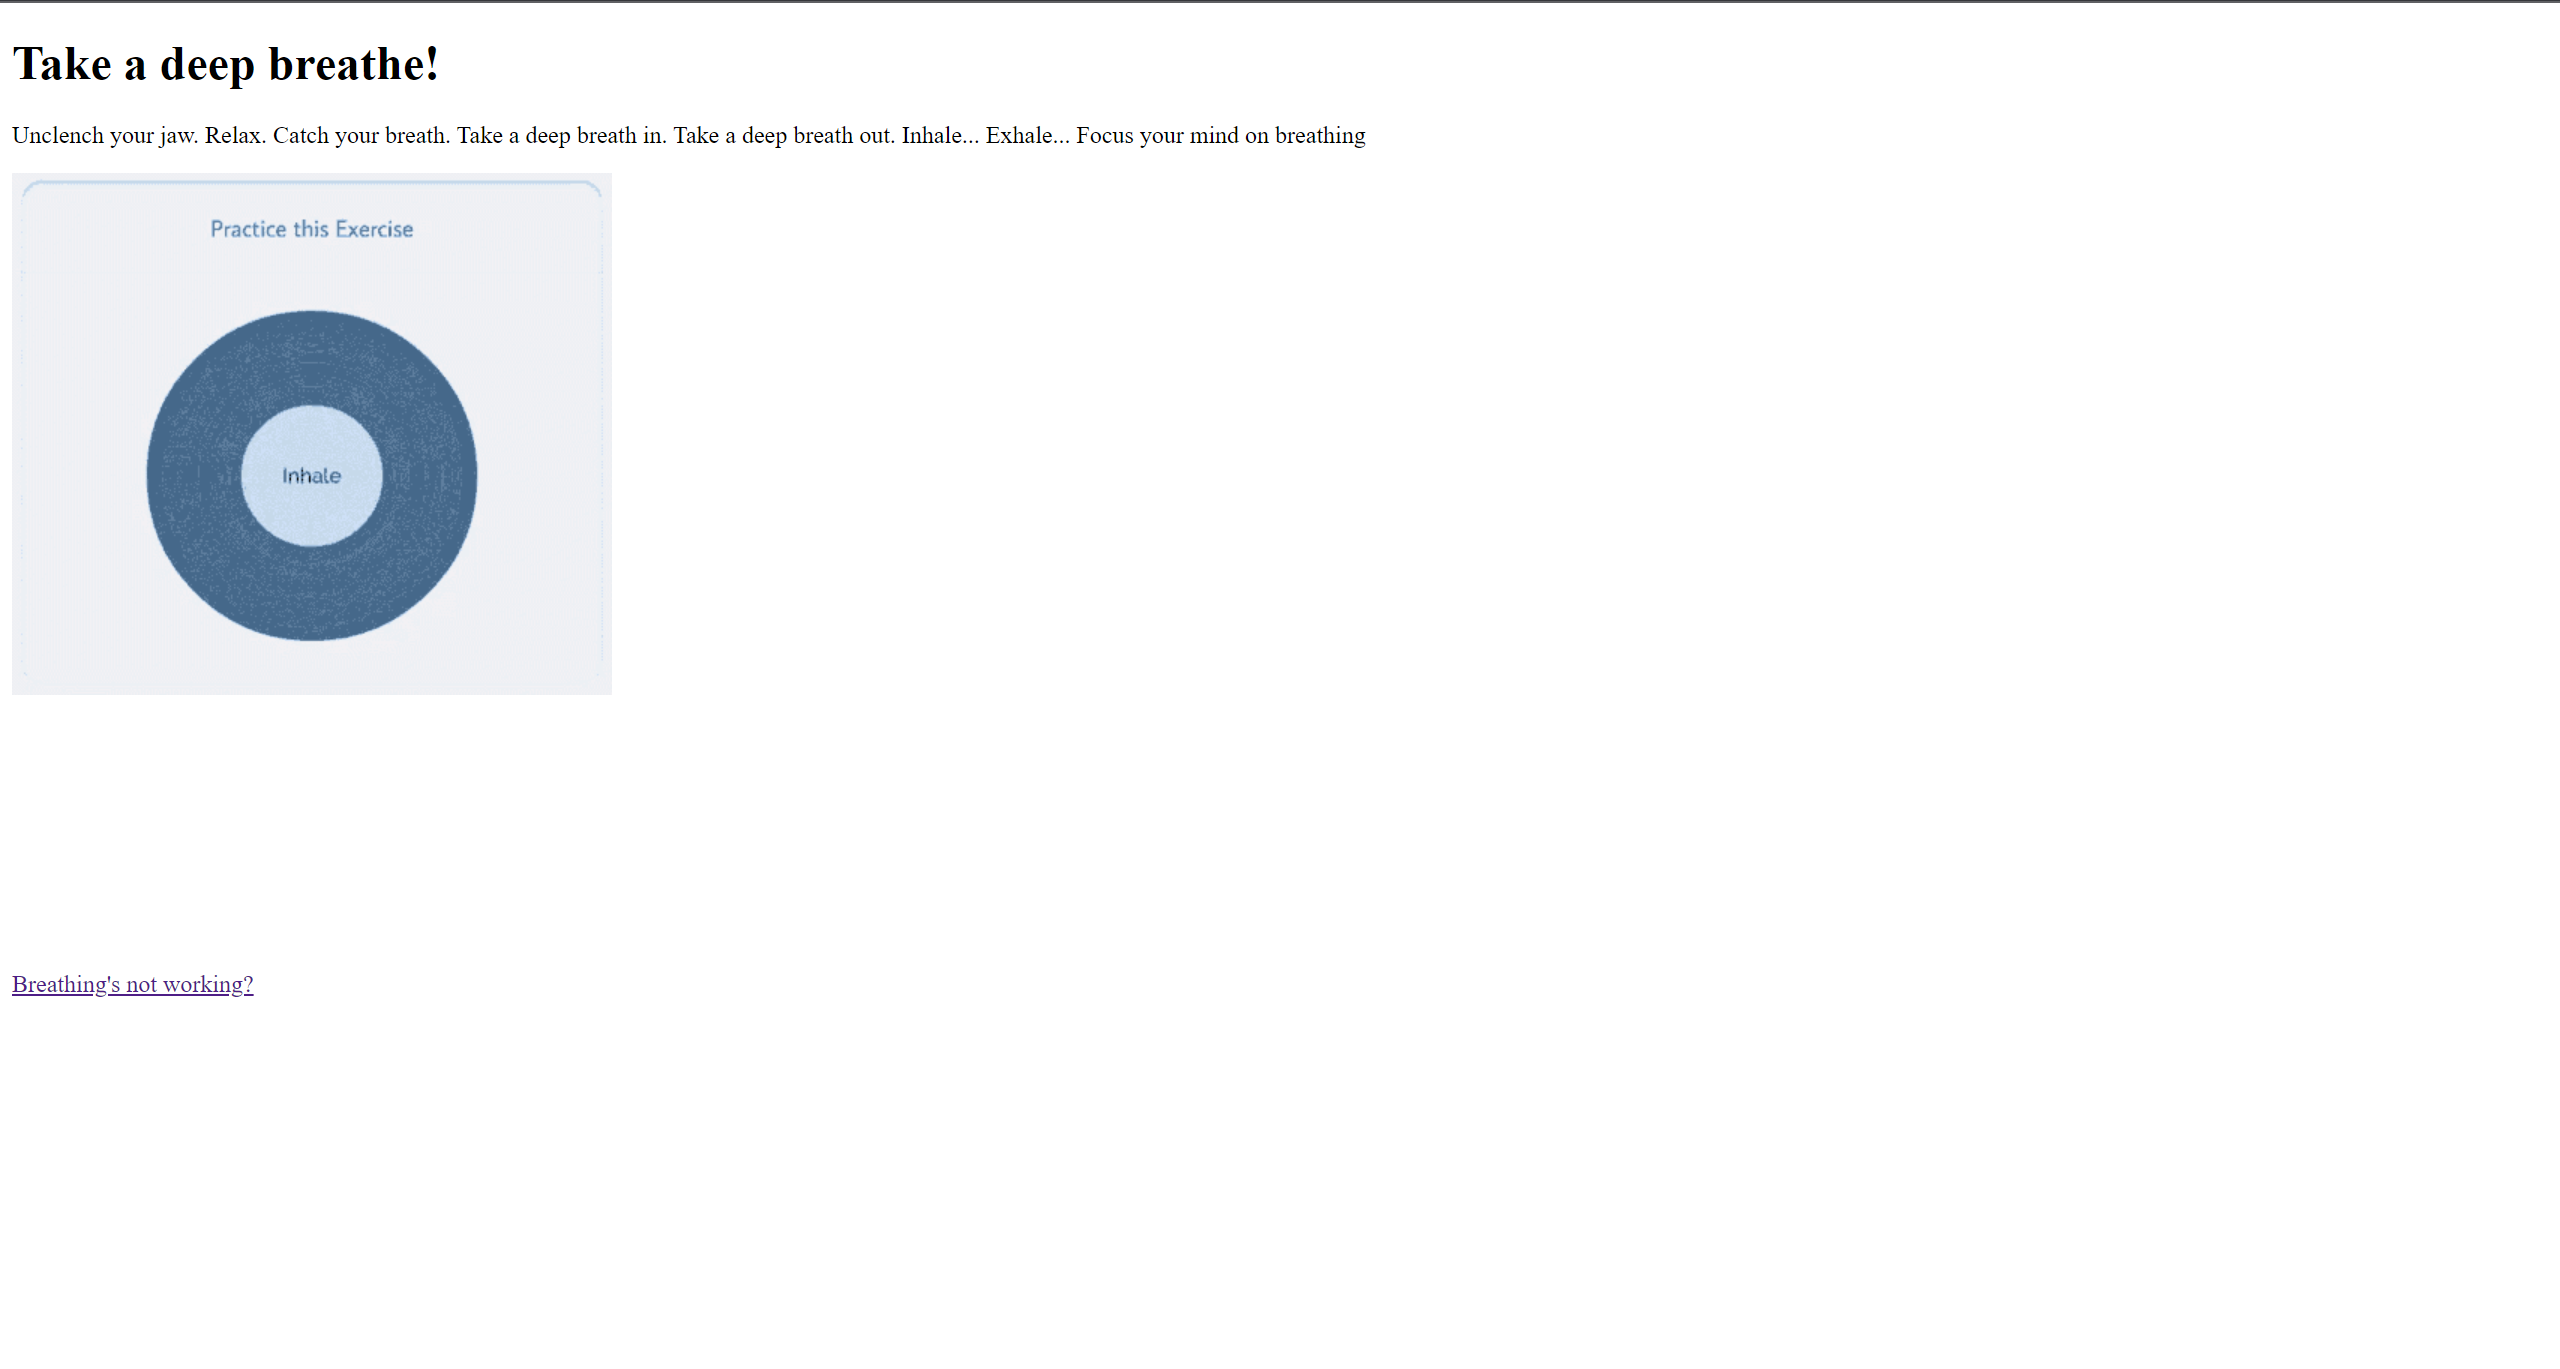 Take a deep breathe!
Unclench your jaw. Relax. Catch your breath. Take a deep breath in. Take a deep breath out. Inhale... Exhale... Focus your mind on breathing
Practice this Exercise
Inhale
Breathing's not working?